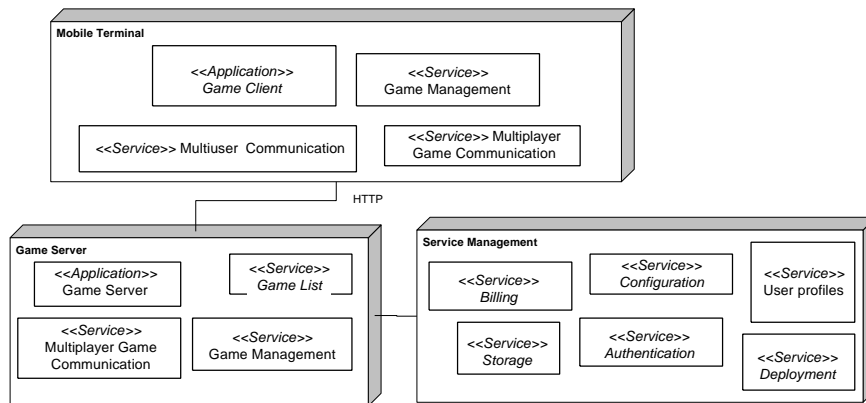 Mobile Terminal
<<Application>>
Game Client
<<Service>>
Game Management
<<Service>> Multiuser Communication
<<Service>> Multiplayer
Game Communication
HTTP
Game Server
<<Application>>
Game Server
<<Service>>
Game List
<<Service>>
Multiplayer Game
Communication
<<Service>>
Game Management
Service Management
<<Service>>
Billing
<<Service>>
Configuration
<<Service>>
User profiles
<<Service>>
Storage
<<Service>>
Authentication
<<Service>>
Deployment